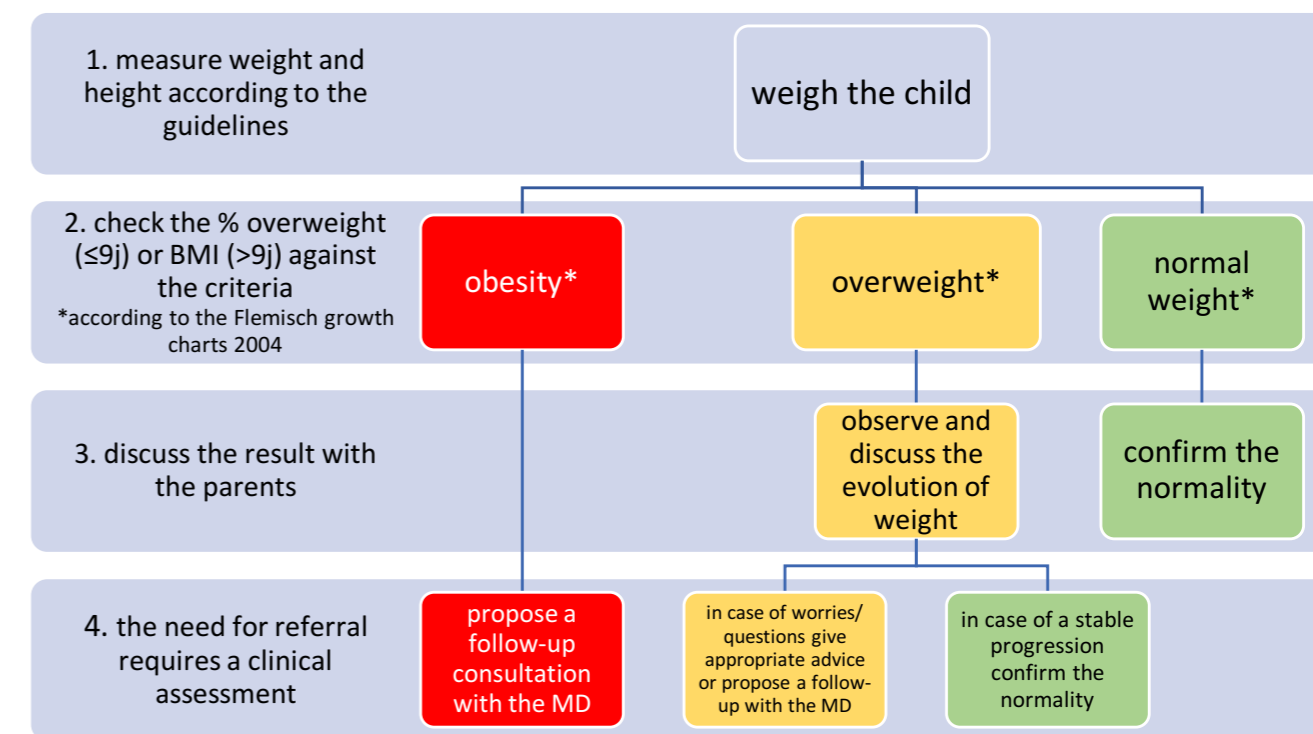 1. measure weight and
height according to the
guidelines
weigh the child
2. check the % overweight
(≤9j) or BMI (>9j) against
the criteria
*according to the Flemisch growth
charts 2004
obesity*
overweight*
normal
weight*
3. discuss the result with
the parents
observe and
discuss the
evolution of
weight
confirm the
normality
4. the need for referral
requires a clinical
assessment
propose a
follow-up
consultation
with the MD
in case of worries/
questions give
appropriate advice
or propose a follow-
up with the MD
in case of a stable
progression
confirm the
normality